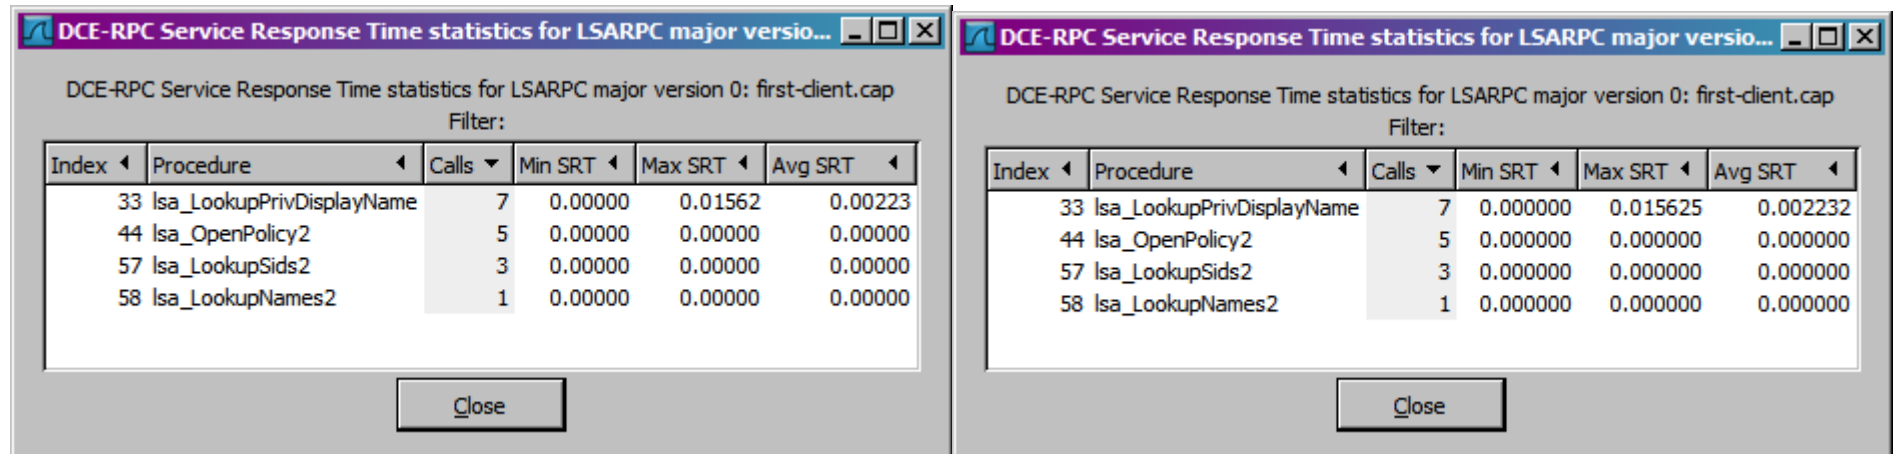 DCE-RPC Service Response Time statistics for LSARPC major versio...
DCE-RPC Service Response Time statistics for LSARPC major version 0: first-client.cap
Filter:
Index Procedure Calls Min SRT Max SRT Avg SRT
33 lsa_LookupPrivDisplayName 7 0.00000 0.01562 0.00223
44 lsa_OpenPolicy2 5 0.00000 0.00000 0.00000
57 lsa_LookupSids2 3 0.00000 0.00000 0.00000
58 lsa_LookupNames2 1 0.00000 0.00000 0.00000
Close
DCE-RPC Service Response Time statistics for LSARPC major versio...
DCE-RPC Service Response Time statistics for LSARPC major version 0: first-client.cap
Filter:
Index Procedure Calls Min SRT Max SRT Avg SRT
33 lsa_LookupPrivDisplayName 7 0.000000 0.015625 0.002232
44 lsa_OpenPolicy2 5 0.000000 0.000000 0.000000
57 lsa_LookupSids2 3 0.000000 0.000000 0.000000
58 lsa_LookupNames2 1 0.000000 0.000000 0.000000
Close